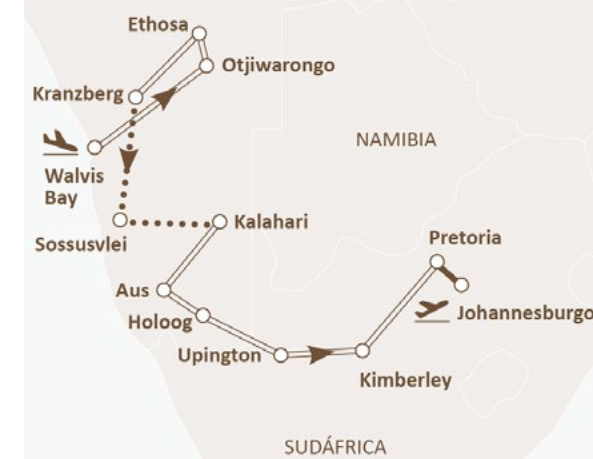 Ethosa
Otjiwarongo
Kranzberg
NAMIBIA
Walvis
Bay
Kalahari
Sossusvlei
Pretoria
Aus
Johannesburgo
Holoog
Upington
Kimberley
SUDÁFRICA